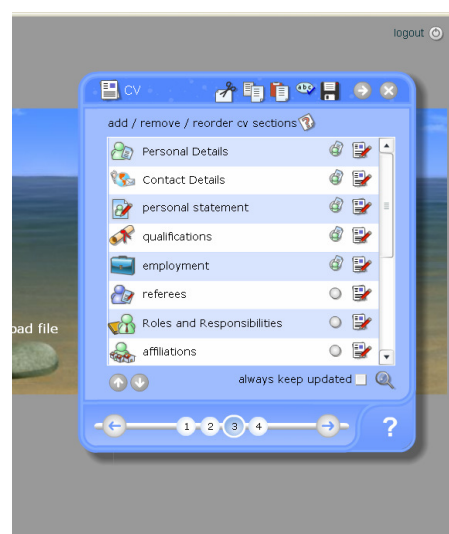 logout
CV
abc
add / remove / reorder cv sections
Personal Details
Contact Details
personal statement
qualifications
employment
referees
Roles and Responsibilities
affiliations
oad file
always keep updated
1 2 3 4
?